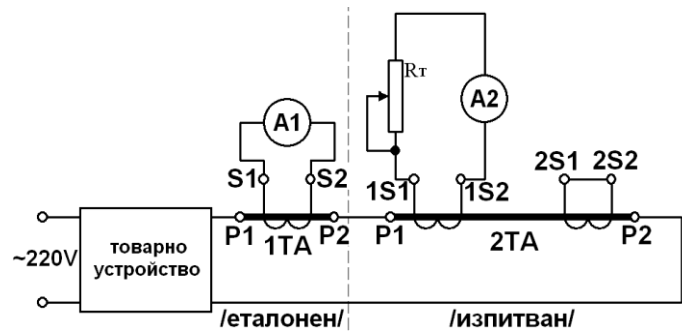 Rт
A1
A2
S1 S2
1S1 1S2
2S1 2S2
~220V
товарно
устройство
P1 1TA P2
P1 2TA P2
/еталонен/
/изпитван/